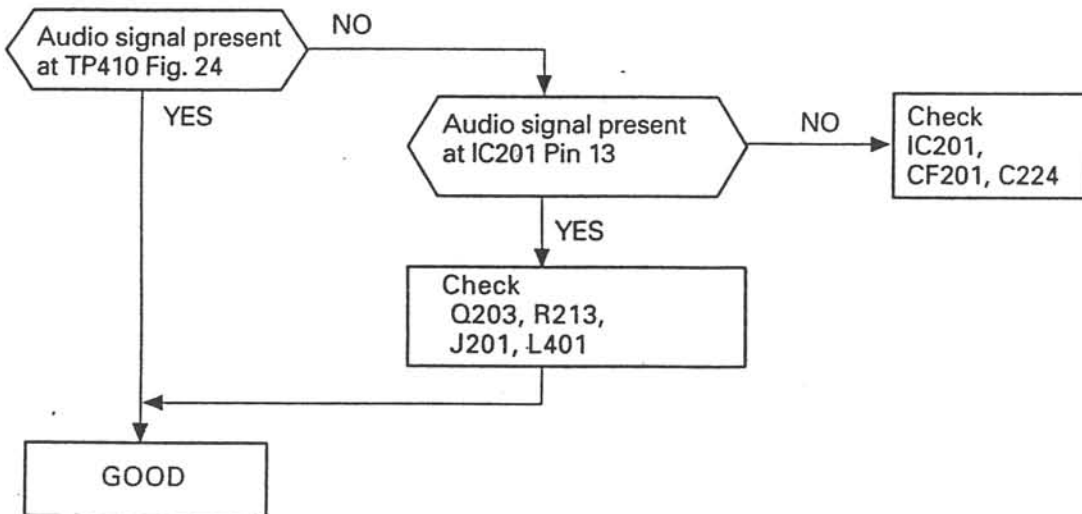 Audio signal present
at TP410 Fig. 24
NO
YES
Audio signal present
at IC201 Pin 13
NO
Check
IC201,
CF201, C224
YES
Check
Q203, R213,
J201, L401
GOOD